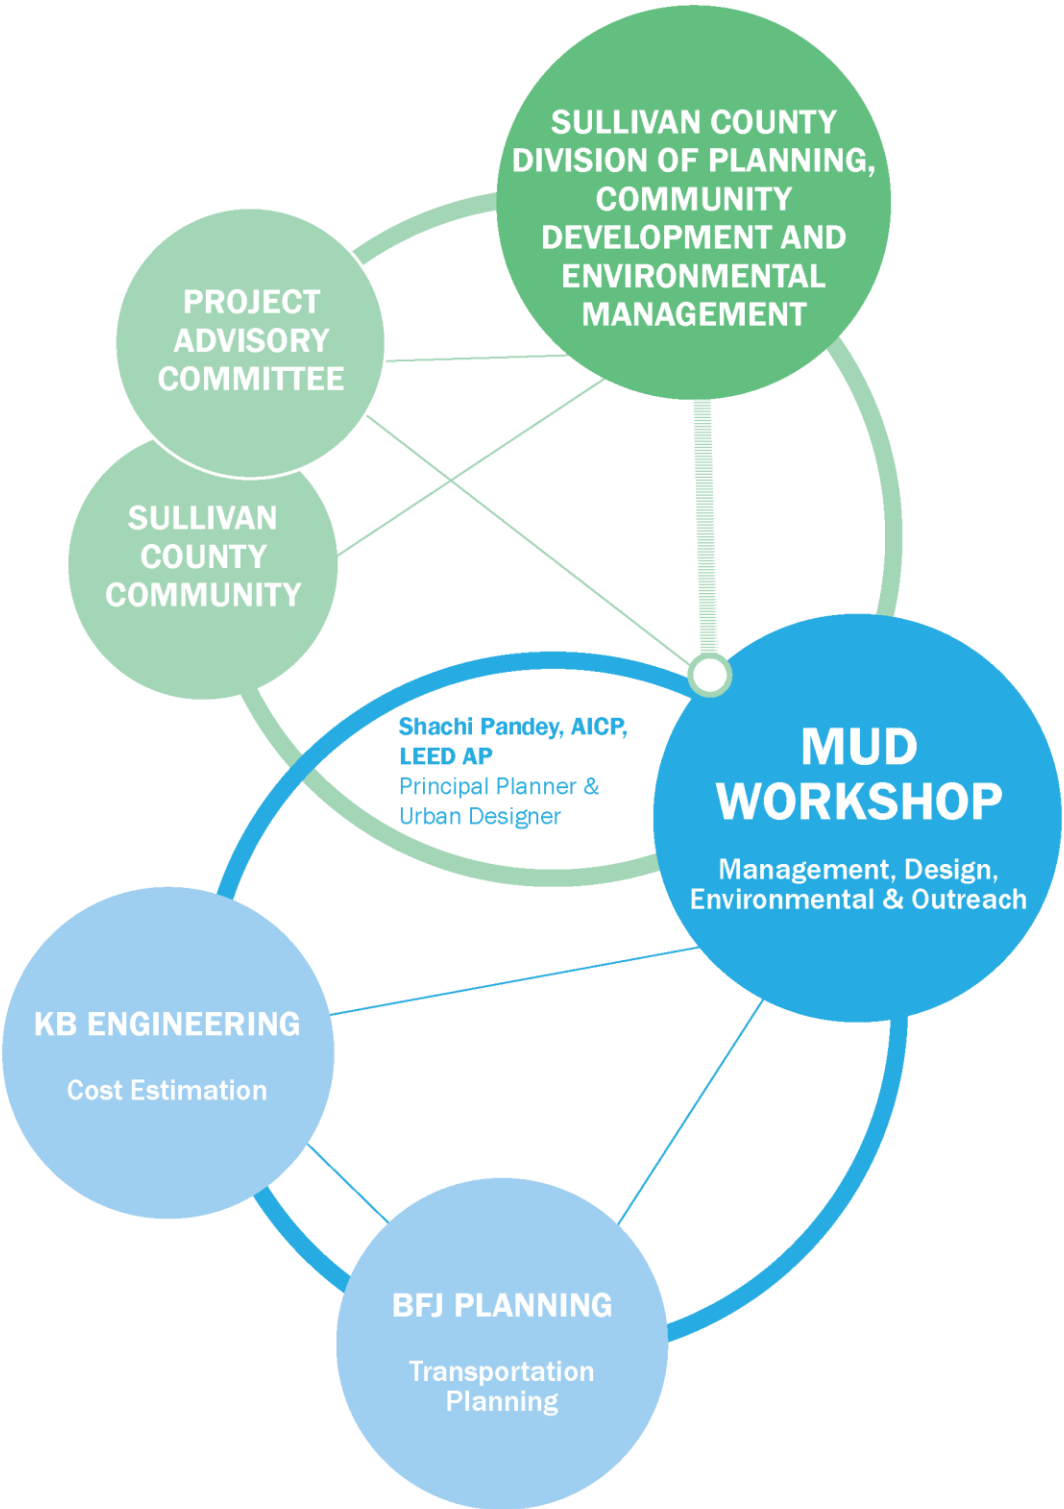 SULLIVAN COUNTY
DIVISION OF PLANNING,
COMMUNITY
DEVELOPMENT AND
ENVIRONMENTAL
MANAGEMENT
PROJECT
ADVISORY
COMMITTEE
SULLIVAN
COUNTY
COMMUNITY
Shachi Pandey, AICP,
LEED AP
Principal Planner &
Urban Designer
MUD
WORKSHOP
Management, Design,
Environmental & Outreach
KB ENGINEERING
Cost Estimation
BFJ PLANNING
Transportation
Planning